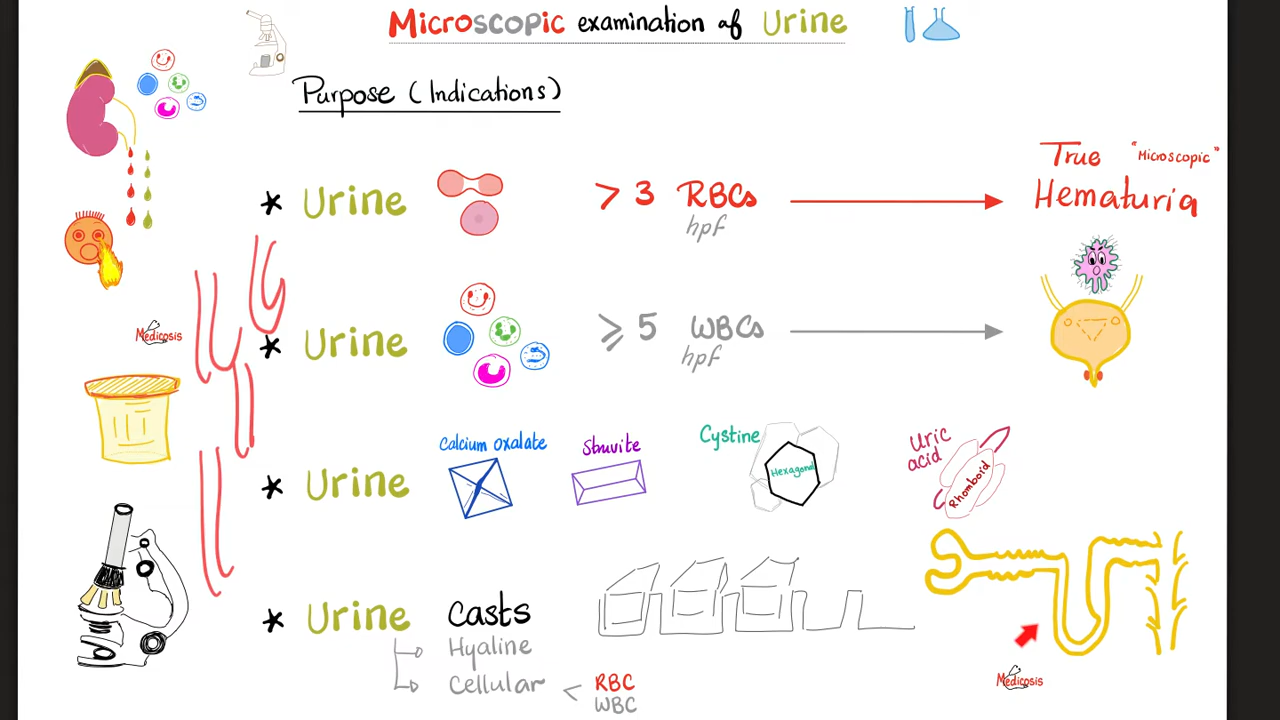 Microscopic examination of Urine
Purpose (Indications)
* Urine > 3 RBCs
hpf
True "Microscopic"
Hematuria
* Urine ⩾ 5 WBCs
hpf
Medicosis
* Urine
Calcium oxalate
Struvite
Cystine
Hexagonal
Uric
acid
Rhomboid
* Urine Casts
Hyaline
Cellular < RBC
WBC
Medicosis